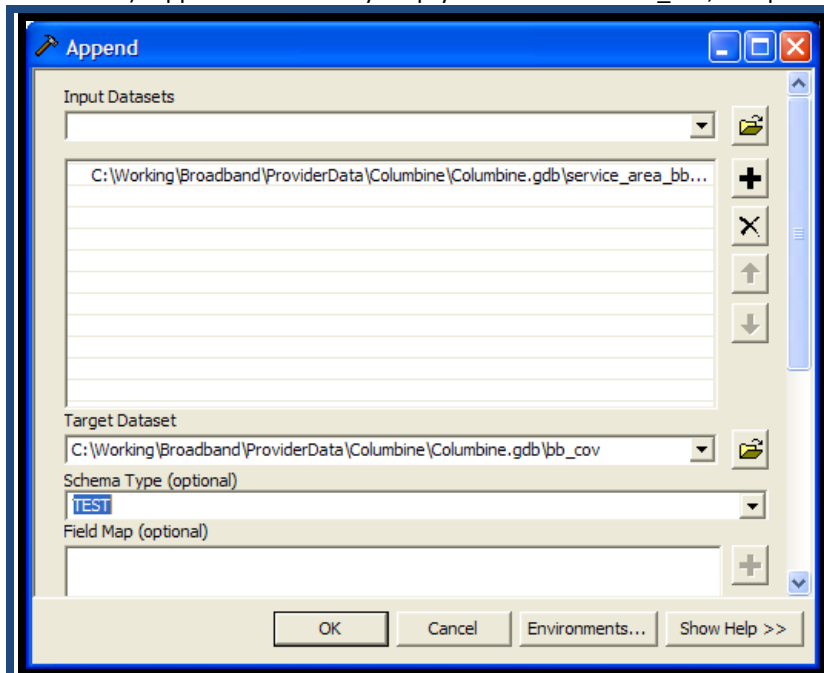 Append
Input Datasets
C:\Working\Broadband\ProviderData\Columbine\Columbine.gdb\service_area_bb...
Target Dataset
C:\Working\Broadband\ProviderData\Columbine\Columbine.gdb\bb_cov
Schema Type (optional)
TEST
Field Map (optional)
OK Cancel Environments... Show Help >>